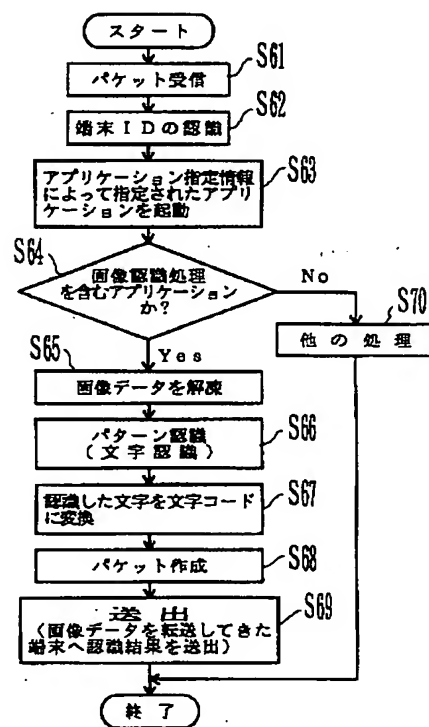 スタート
S61
パケット受信
S62
端末IDの認識
S63
アプリケーション指定情報
によって指定されたアプリ
ケーションを起動
S64
画像認識処理
を含むアプリケーション
か?
No
S70
他の処理
Yes
S65
画像データを解凍
S66
パターン認識
(文字認識)
S67
認識した文字を文字コード
に変換
S68
パケット作成
S69
送出
(画像データを転送してきた
端末へ認識結果を送出)
終了